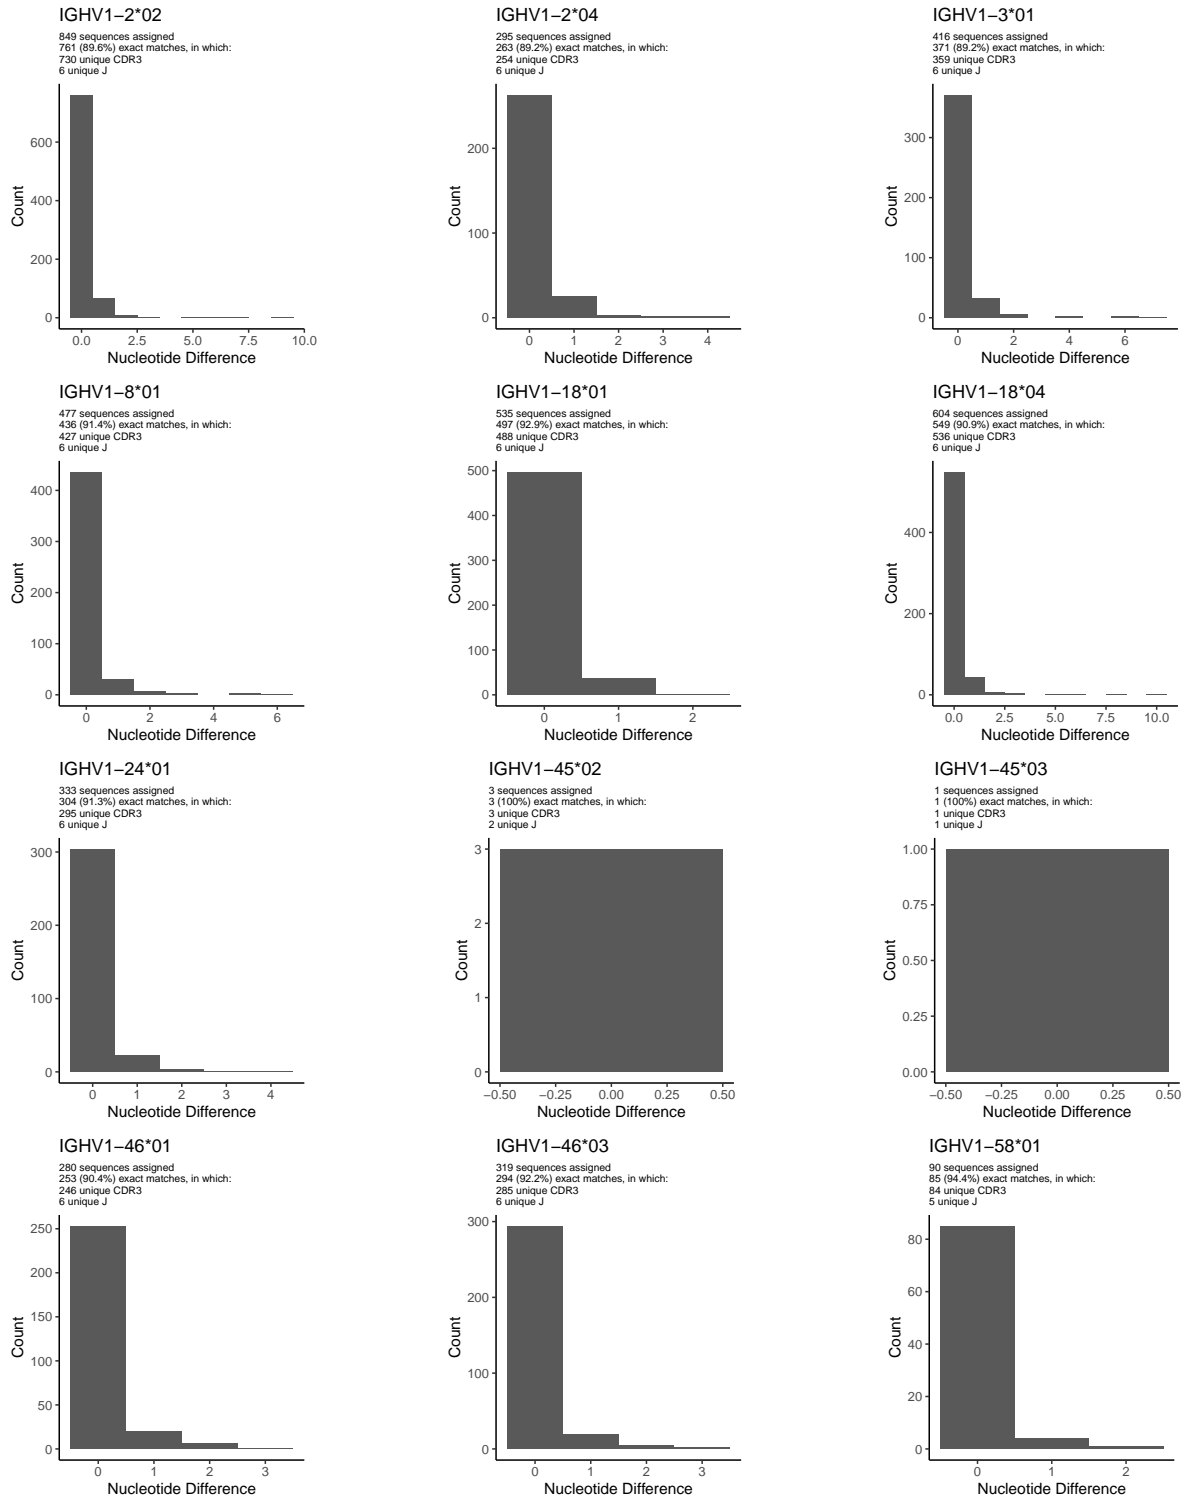 IGHV1−2*02
849 sequences assigned
761 (89.6%) exact matches, in which:
730 unique CDR3
6 unique J
600
400
200
0
0.0 2.5 5.0 7.5 10.0
Nucleotide Difference
Count
IGHV1−2*04
295 sequences assigned
263 (89.2%) exact matches, in which:
254 unique CDR3
6 unique J
200
100
0
0 1 2 3 4
Nucleotide Difference
Count
IGHV1−3*01
416 sequences assigned
371 (89.2%) exact matches, in which:
359 unique CDR3
6 unique J
300
200
100
0
0 2 4 6
Nucleotide Difference
Count
IGHV1−8*01
477 sequences assigned
436 (91.4%) exact matches, in which:
427 unique CDR3
6 unique J
400
300
200
100
0
0 2 4 6
Nucleotide Difference
Count
IGHV1−18*01
535 sequences assigned
497 (92.9%) exact matches, in which:
488 unique CDR3
6 unique J
500
400
300
200
100
0
0 1 2
Nucleotide Difference
Count
IGHV1−18*04
604 sequences assigned
549 (90.9%) exact matches, in which:
536 unique CDR3
6 unique J
400
200
0
0.0 2.5 5.0 7.5 10.0
Nucleotide Difference
Count
IGHV1−24*01
333 sequences assigned
304 (91.3%) exact matches, in which:
295 unique CDR3
6 unique J
300
200
100
0
0 1 2 3 4
Nucleotide Difference
Count
IGHV1−45*02
3 sequences assigned
3 (100%) exact matches, in which:
3 unique CDR3
2 unique J
3
2
1
0
−0.50 −0.25 0.00 0.25 0.50
Nucleotide Difference
Count
IGHV1−45*03
1 sequences assigned
1 (100%) exact matches, in which:
1 unique CDR3
1 unique J
1.00
0.75
0.50
0.25
0.00
−0.50 −0.25 0.00 0.25 0.50
Nucleotide Difference
Count
IGHV1−46*01
280 sequences assigned
253 (90.4%) exact matches, in which:
246 unique CDR3
6 unique J
250
200
150
100
50
0
0 1 2 3
Nucleotide Difference
Count
IGHV1−46*03
319 sequences assigned
294 (92.2%) exact matches, in which:
285 unique CDR3
6 unique J
300
200
100
0
0 1 2 3
Nucleotide Difference
Count
IGHV1−58*01
90 sequences assigned
85 (94.4%) exact matches, in which:
84 unique CDR3
5 unique J
80
60
40
20
0
0 1 2
Nucleotide Difference
Count